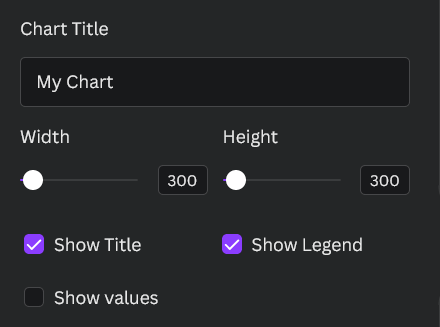 Chart Title
My Chart
Width Height
300 300
Show Title Show Legend
Show values